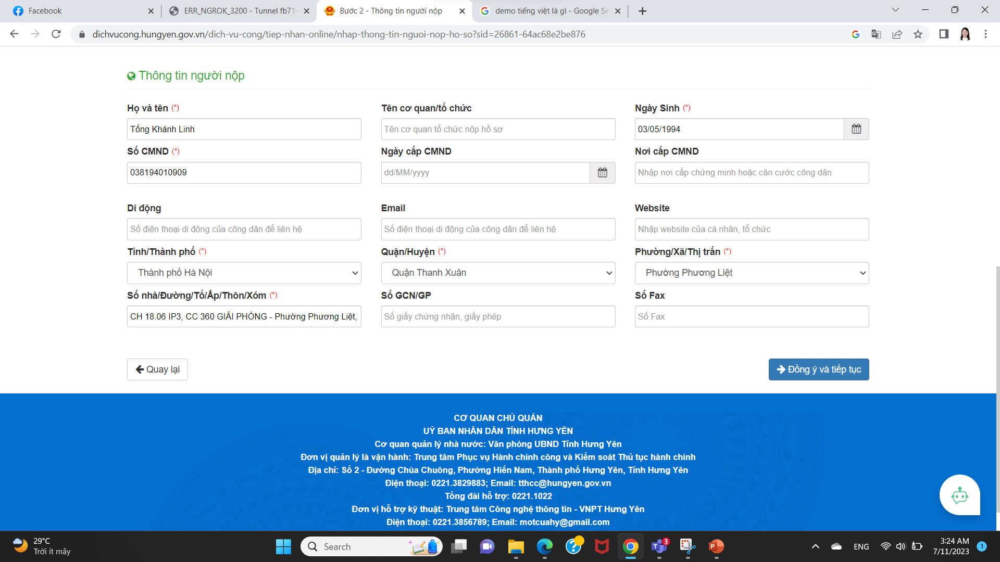 Facebook
ERR_NGROK_3200 - Tunnel fb71-
Bước 2 - Thông tin người nộp
demo tiếng việt là gì - Google Se
dichvucong.hungyen.gov.vn/dich-vu-cong/tiep-nhan-online/nhap-thong-tin-nguoi-nop-ho-so?sid=26861-64ac68e2be876
Thông tin người nộp
Họ và tên (*)
Tên cơ quan/tổ chức
Ngày Sinh (*)
Tống Khánh Linh
Tên cơ quan tổ chức nộp hồ sơ
03/05/1994
Số CMND (*)
Ngày cấp CMND
Nơi cấp CMND
038194010909
dd/MM/yyyy
Nhập nơi cấp chứng minh hoặc căn cước công dân
Di động
Email
Website
Số điện thoại di động của công dân để liên hệ
Số điện thoại di động của công dân để liên hệ
Nhập website của cá nhân, tổ chức
Tỉnh/Thành phố (*)
Quận/Huyện (*)
Phường/Xã/Thị trấn (*)
Thành phố Hà Nội
Quận Thanh Xuân
Phường Phương Liệt
Số nhà/Đường/Tổ/Ấp/Thôn/Xóm (*)
Số GCN/GP
Số Fax
CH 18.06 IP3, CC 360 GIẢI PHÓNG - Phường Phương Liệt,
Số giấy chứng nhận, giấy phép
Số Fax
Quay lại
Đồng ý và tiếp tục
CƠ QUAN CHỦ QUẢN
UỶ BAN NHÂN DÂN TỈNH HƯNG YÊN
Cơ quan quản lý nhà nước: Văn phòng UBND Tỉnh Hưng Yên
Đơn vị quản lý là vận hành: Trung tâm Phục vụ Hành chính công và Kiểm soát Thủ tục hành chính
Địa chỉ: Số 2 - Đường Chùa Chuông, Phường Hiến Nam, Thành phố Hưng Yên, Tỉnh Hưng Yên
Điện thoại: 0221.3829883; Email: tthcc@hungyen.gov.vn
Tổng đài hỗ trợ: 0221.1022
Đơn vị hỗ trợ kỹ thuật: Trung tâm Công nghệ thông tin - VNPT Hưng Yên
Điện thoại: 0221.3856789; Email: motcuahy@gmail.com
29°C
Trời ít mây
Search
3
ENG
3:24 AM
7/11/2023
1